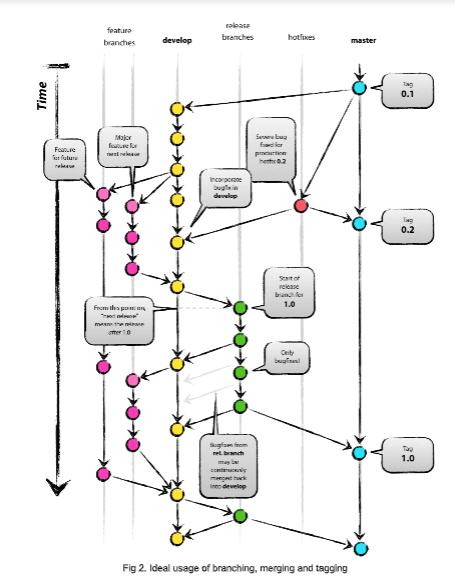 feature
branches
develop
release
branches
hotfixes
master
Time
Tag
0.1
Feature
for future
release
Major
feature for
next release
Severe bug
fixed for
production:
hotfix 0.2
Incorporate
bugfix in
develop
Tag
0.2
Start of
release
branch for
1.0
From this point on,
"next release"
means the release
after 1.0
Only
bugfixes!
Bugfixes from
rel. branch
may be
continuously
merged back
into develop
Tag
1.0
Fig 2. Ideal usage of branching, merging and tagging